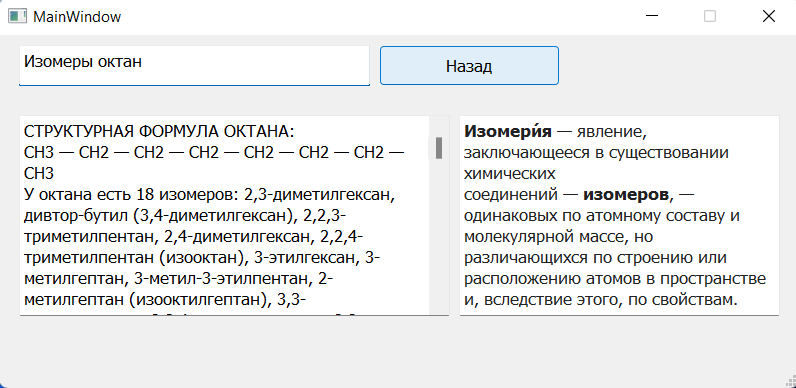 MainWindow
Изомеры октан
Назад
СТРУКТУРНАЯ ФОРМУЛА ОКТАНА:
CH3 — CH2 — CH2 — CH2 — CH2 — CH2 — CH2 —
CH3
У октана есть 18 изомеров: 2,3-диметилгексан,
дивтор-бутил (3,4-диметилгексан), 2,2,3-
триметилпентан, 2,4-диметилгексан, 2,2,4-
триметилпентан (изооктан), 3-этилгексан, 3-
метилгептан, 3-метил-3-этилпентан, 2-
метилгептан (изооктилгептан), 3,3-
Изомери́я — явление,
заключающееся в существовании
химических
соединений — изомеров, —
одинаковых по атомному составу и
молекулярной массе, но
различающихся по строению или
расположению атомов в пространстве
и, вследствие этого, по свойствам.